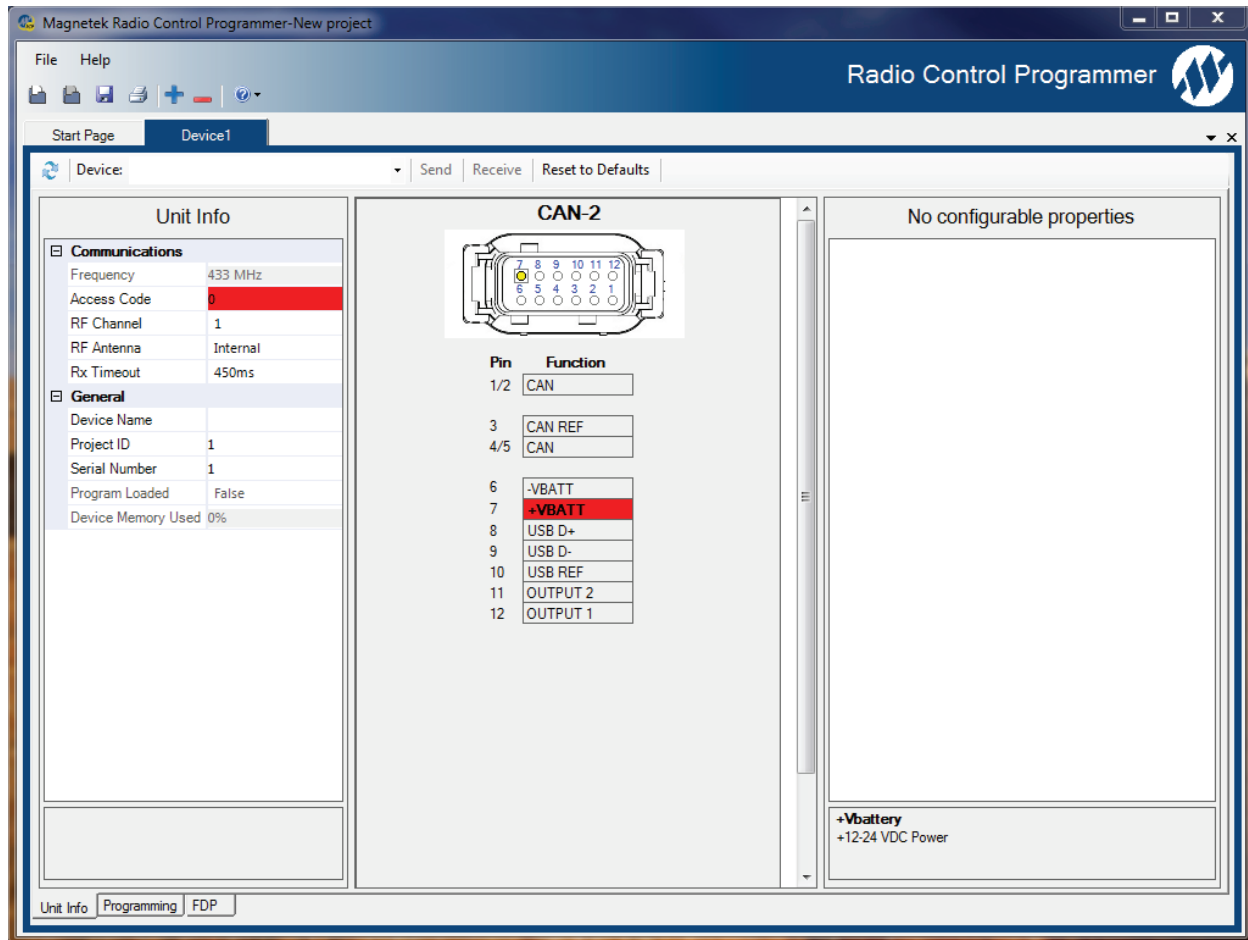 Magnetek Radio Control Programmer-New project
File Help
Radio Control Programmer
Start Page Device1
Device: Send Receive Reset to Defaults
Unit Info
Communications
Frequency 433 MHz
Access Code 0
RF Channel 1
RF Antenna Internal
Rx Timeout 450ms
General
Device Name
Project ID 1
Serial Number 1
Program Loaded False
Device Memory Used 0%
CAN-2
7 8 9 10 11 12
6 5 4 3 2 1
Pin Function
1/2 CAN
3 CAN REF
4/5 CAN
6 -VBATT
7 +VBATT
8 USB D+
9 USB D-
10 USB REF
11 OUTPUT 2
12 OUTPUT 1
No configurable properties
+Vbattery
+12-24 VDC Power
Unit Info Programming FDP